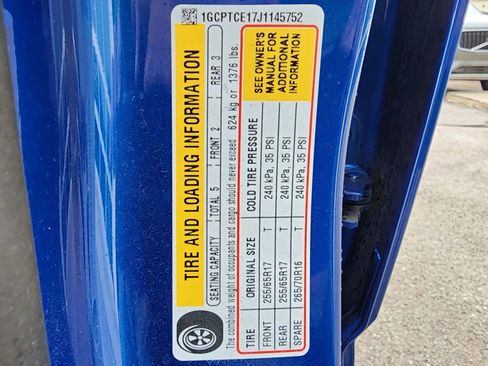 1GCPTCE17J1145752
TIRE AND LOADING INFORMATION
SEATING CAPACITY TOTAL 5 FRONT 2 REAR 3
The combined weight of occupants and cargo should never exceed 624 kg or 1376 lbs.
TIRE ORIGINAL SIZE COLD TIRE PRESSURE
FRONT 255/65R17 T 240 kPa, 35 PSI
REAR 255/65R17 T 240 kPa, 35 PSI
SPARE 265/70R16 T 240 kPa, 35 PSI
SEE OWNER'S
MANUAL FOR
ADDITIONAL
INFORMATION